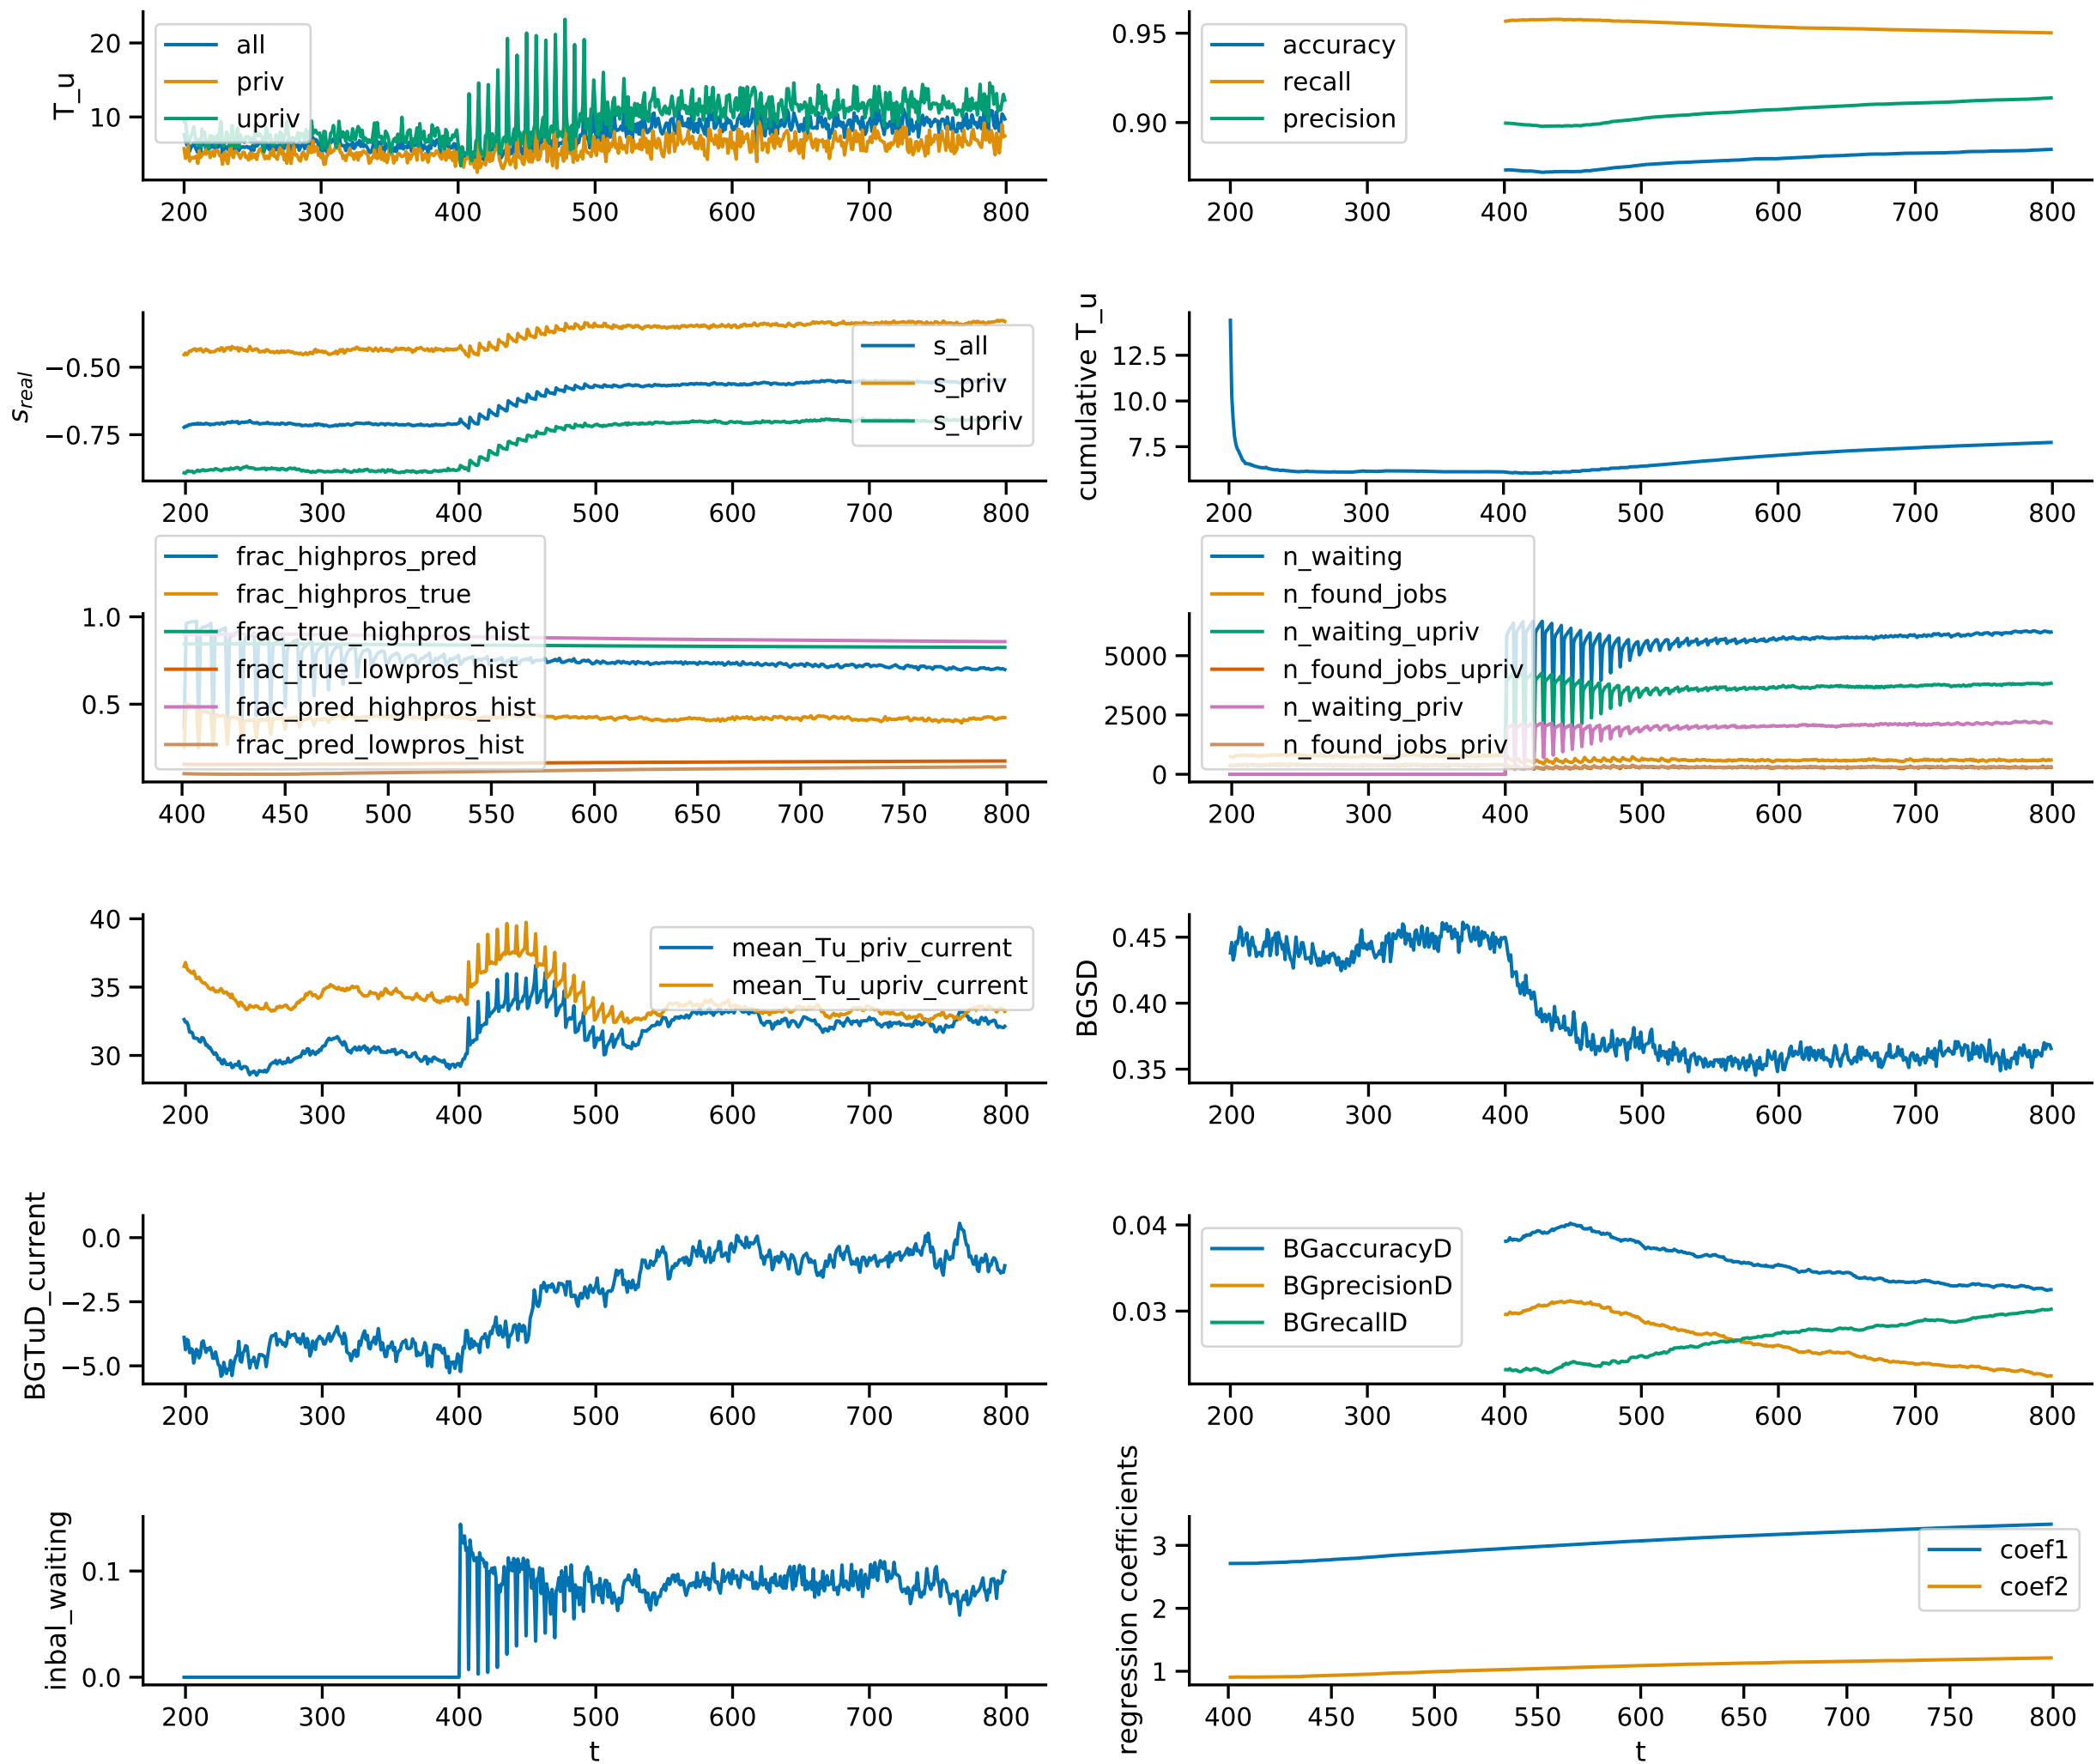 T_u
20
10
all
priv
upriv
200 300 400 500 600 700 800
0.95
0.90
accuracy
recall
precision
200 300 400 500 600 700 800
s_real
−0.50
−0.75
s_all
s_priv
s_upriv
200 300 400 500 600 700 800
cumulative T_u
12.5
10.0
7.5
200 300 400 500 600 700 800
1.0
0.5
frac_highpros_pred
frac_highpros_true
frac_true_highpros_hist
frac_true_lowpros_hist
frac_pred_highpros_hist
frac_pred_lowpros_hist
400 450 500 550 600 650 700 750 800
5000
2500
0
n_waiting
n_found_jobs
n_waiting_upriv
n_found_jobs_upriv
n_waiting_priv
n_found_jobs_priv
200 300 400 500 600 700 800
40
35
30
mean_Tu_priv_current
mean_Tu_upriv_current
200 300 400 500 600 700 800
BGSD
0.45
0.40
0.35
200 300 400 500 600 700 800
BGTuD_current
0.0
−2.5
−5.0
200 300 400 500 600 700 800
0.04
0.03
BGaccuracyD
BGprecisionD
BGrecallD
200 300 400 500 600 700 800
inbal_waiting
0.1
0.0
200 300 400 500 600 700 800
t
regression coefficients
3
2
1
coef1
coef2
400 450 500 550 600 650 700 750 800
t